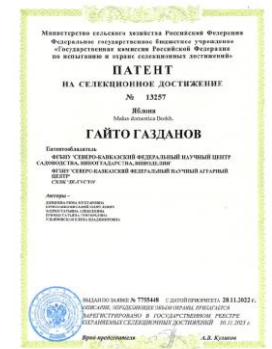 Министерство сельского хозяйства Российской Федерации
Федеральное государственное бюджетное учреждение
"Государственная комиссия Российской Федерации
по испытанию и охране селекционных достижений"
ПАТЕНТ
НА СЕЛЕКЦИОННОЕ ДОСТИЖЕНИЕ
№ 13257
Яблоня
Malus domestica Borkh.
ГАЙТО ГАЗДАНОВ
Патентообладатель
ФГБНУ 'СЕВЕРО-КАВКАЗСКИЙ ФЕДЕРАЛЬНЫЙ НАУЧНЫЙ ЦЕНТР
САДОВОДСТВА, ВИНОГРАДАРСТВА, ВИНОДЕЛИЯ'
ФГБНУ 'СЕВЕРО-КАВКАЗСКИЙ ФЕДЕРАЛЬНЫЙ НАУЧНЫЙ АГРАРНЫЙ
ЦЕНТР'
Авторы -
ВЫДАН ПО ЗАЯВКЕ № 7755448 С ДАТОЙ ПРИОРИТЕТА 28.11.2022 г.
ЗАРЕГИСТРИРОВАНО В ГОСУДАРСТВЕННОМ РЕЕСТРЕ
ОХРАНЯЕМЫХ СЕЛЕКЦИОННЫХ ДОСТИЖЕНИЙ
Врио председателя А.В. Куликов